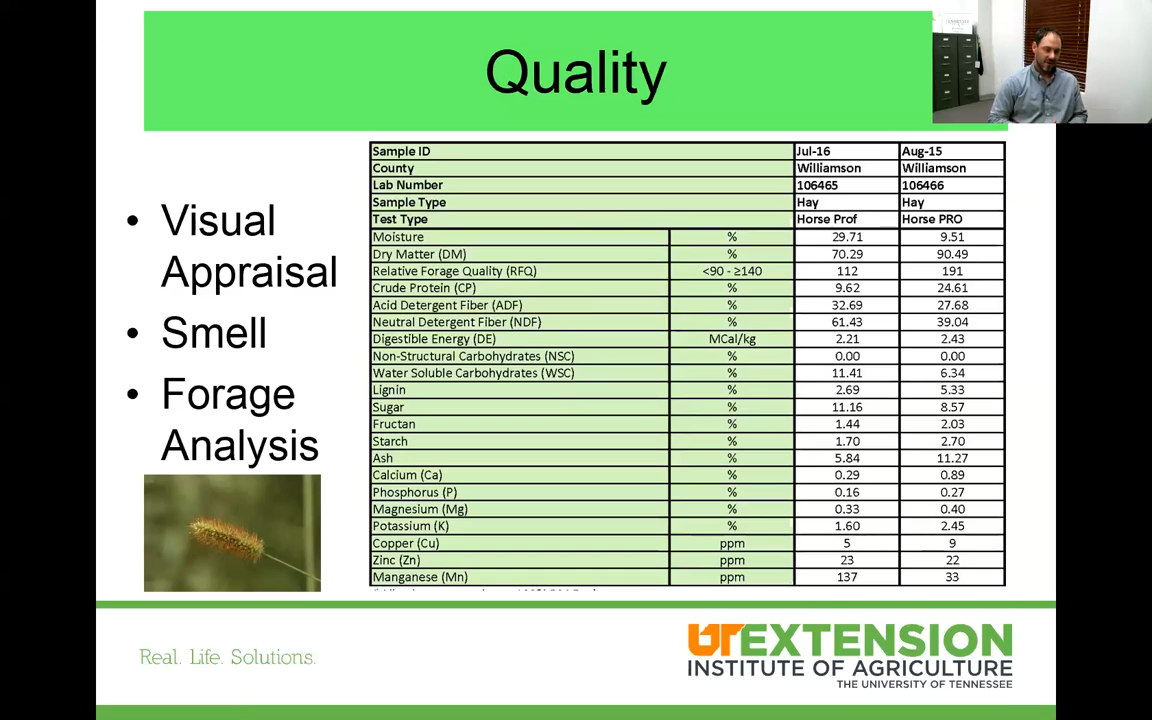 Quality
• Visual
Appraisal
• Smell
• Forage
Analysis
Sample ID Jul-16 Aug-15
County Williamson Williamson
Lab Number 106465 106466
Sample Type Hay Hay
Test Type Horse Prof Horse PRO
Moisture % 29.71 9.51
Dry Matter (DM) % 70.29 90.49
Relative Forage Quality (RFQ) <90 - ≥140 112 191
Crude Protein (CP) % 9.62 24.61
Acid Detergent Fiber (ADF) % 32.69 27.68
Neutral Detergent Fiber (NDF) % 61.43 39.04
Digestible Energy (DE) MCal/kg 2.21 2.43
Non-Structural Carbohydrates (NSC) % 0.00 0.00
Water Soluble Carbohydrates (WSC) % 11.41 6.34
Lignin % 2.69 5.33
Sugar % 11.16 8.57
Fructan % 1.44 2.03
Starch % 1.70 2.70
Ash % 5.84 11.27
Calcium (Ca) % 0.29 0.89
Phosphorus (P) % 0.16 0.27
Magnesium (Mg) % 0.33 0.40
Potassium (K) % 1.60 2.45
Copper (Cu) ppm 5 9
Zinc (Zn) ppm 23 22
Manganese (Mn) ppm 137 33
Real. Life. Solutions.
UT EXTENSION
INSTITUTE OF AGRICULTURE
THE UNIVERSITY OF TENNESSEE